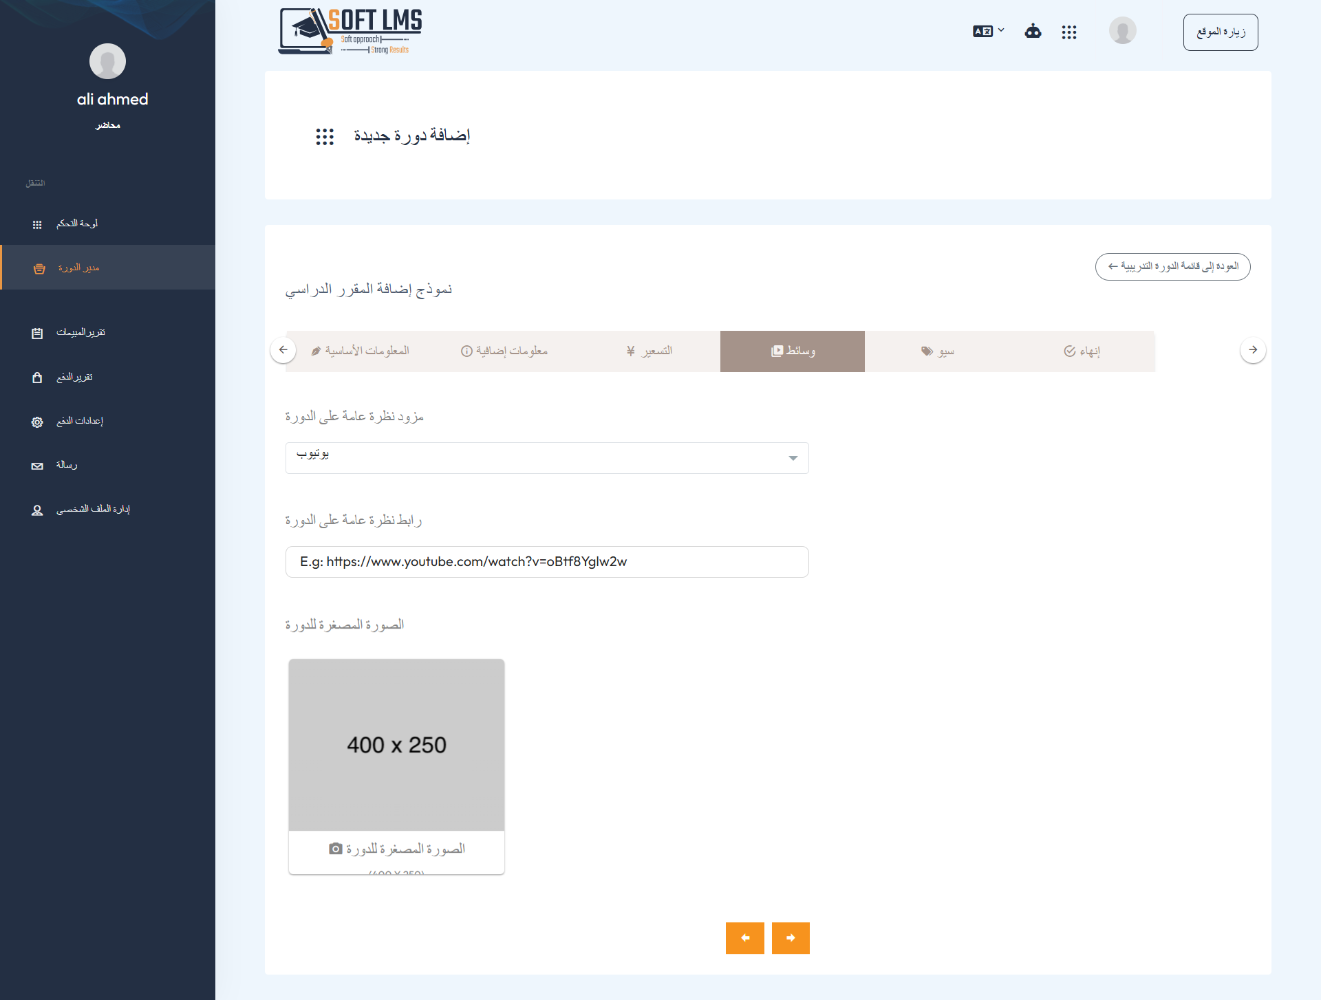 SOFT LMS
Soft approach
Strong Results
زيارة الموقع
ali ahmed
محاضر
التنقل
لوحة التحكم
مدير الدورة
تقرير المبيعات
تقرير الدفع
إعدادات الدفع
رسالة
إدارة الملف الشخصي
إضافة دورة جديدة
العودة إلى قائمة الدورة التدريبية
نموذج إضافة المقرر الدراسي
المعلومات الأساسية
معلومات إضافية
التسعير ¥
وسائط
سيو
إنهاء
مزود نظرة عامة على الدورة
يوتيوب
رابط نظرة عامة على الدورة
E.g: https://www.youtube.com/watch?v=oBtf8Yglw2w
الصورة المصغرة للدورة
400 x 250
الصورة المصغرة للدورة
(400 X 250)